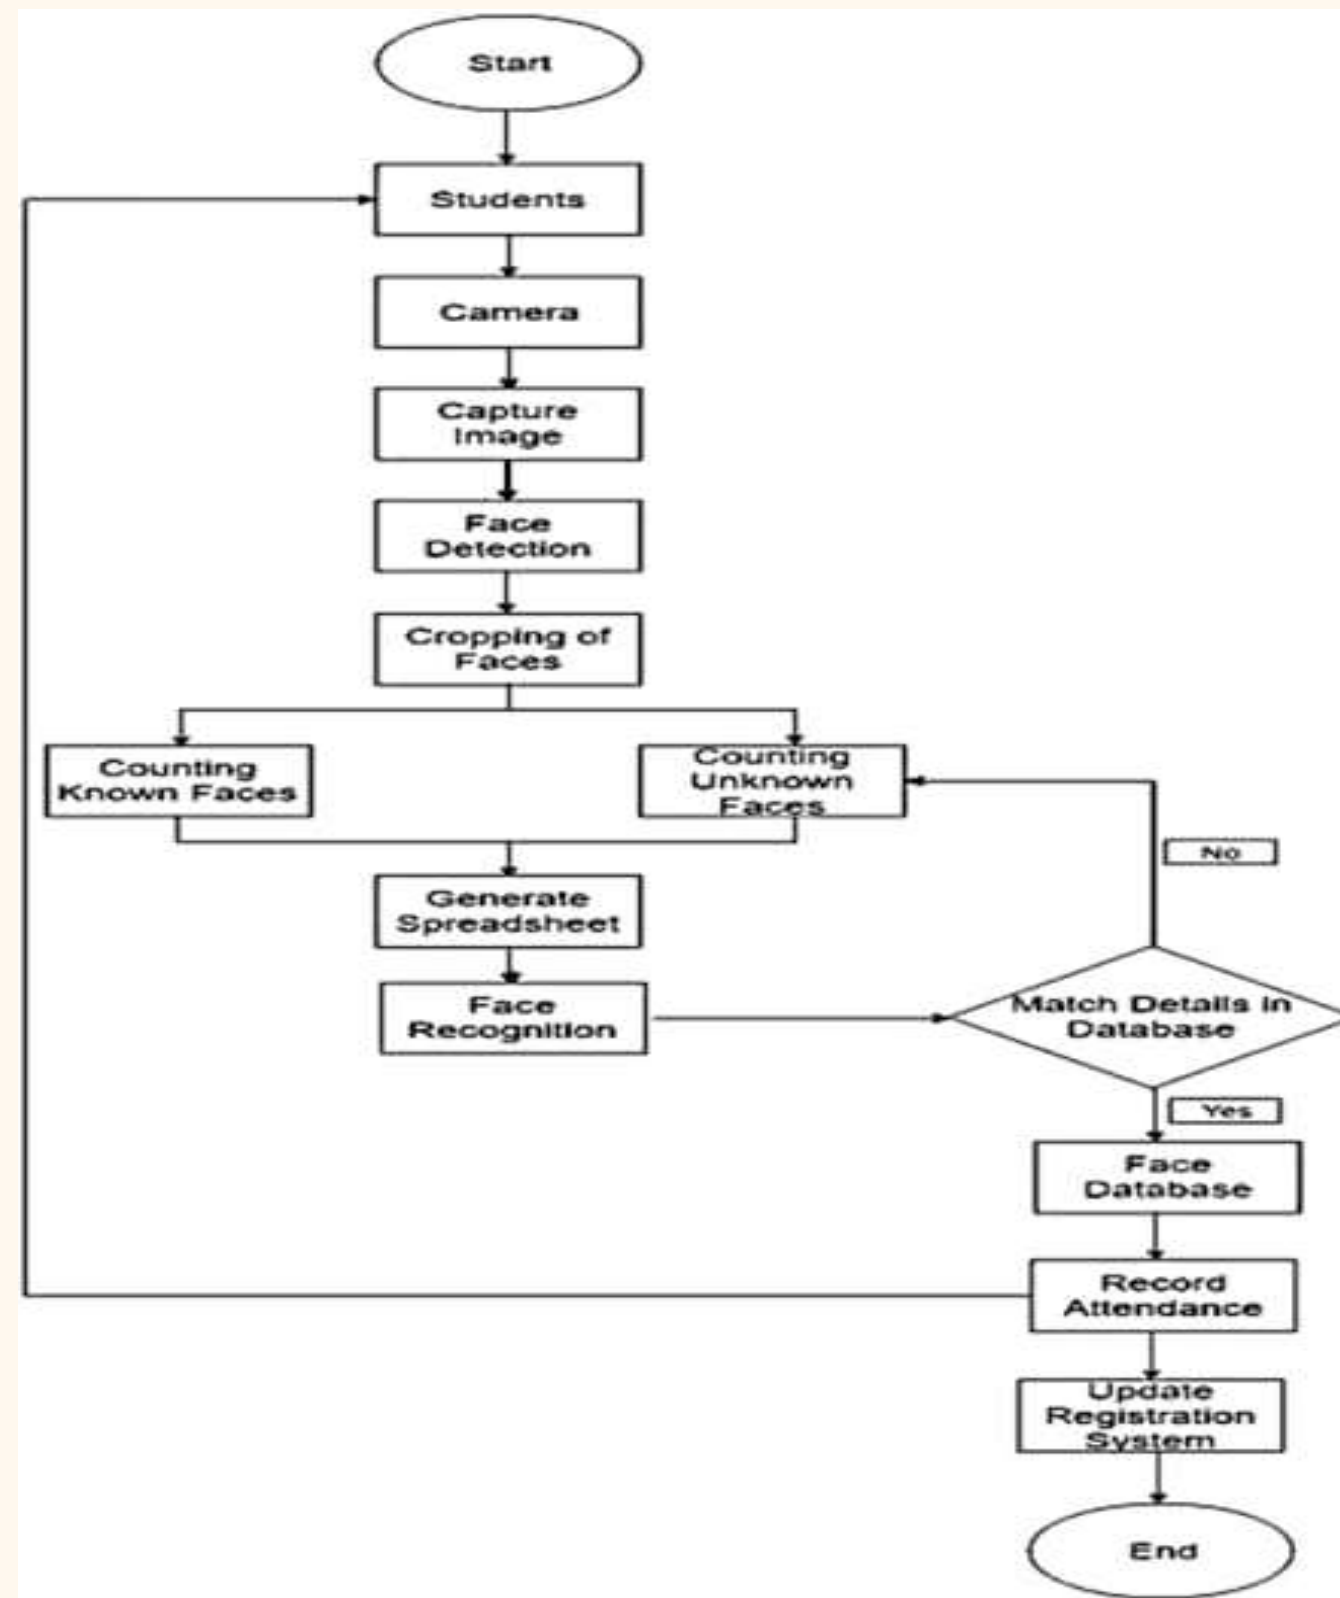 Start
Students
Camera
Capture
Image
Face
Detection
Cropping of
Faces
Counting
Known Faces
Counting
Unknown
Faces
Generate
Spreadsheet
No
Face
Recognition
Match Details in
Database
Yes
Face
Database
Record
Attendance
Update
Registration
System
End